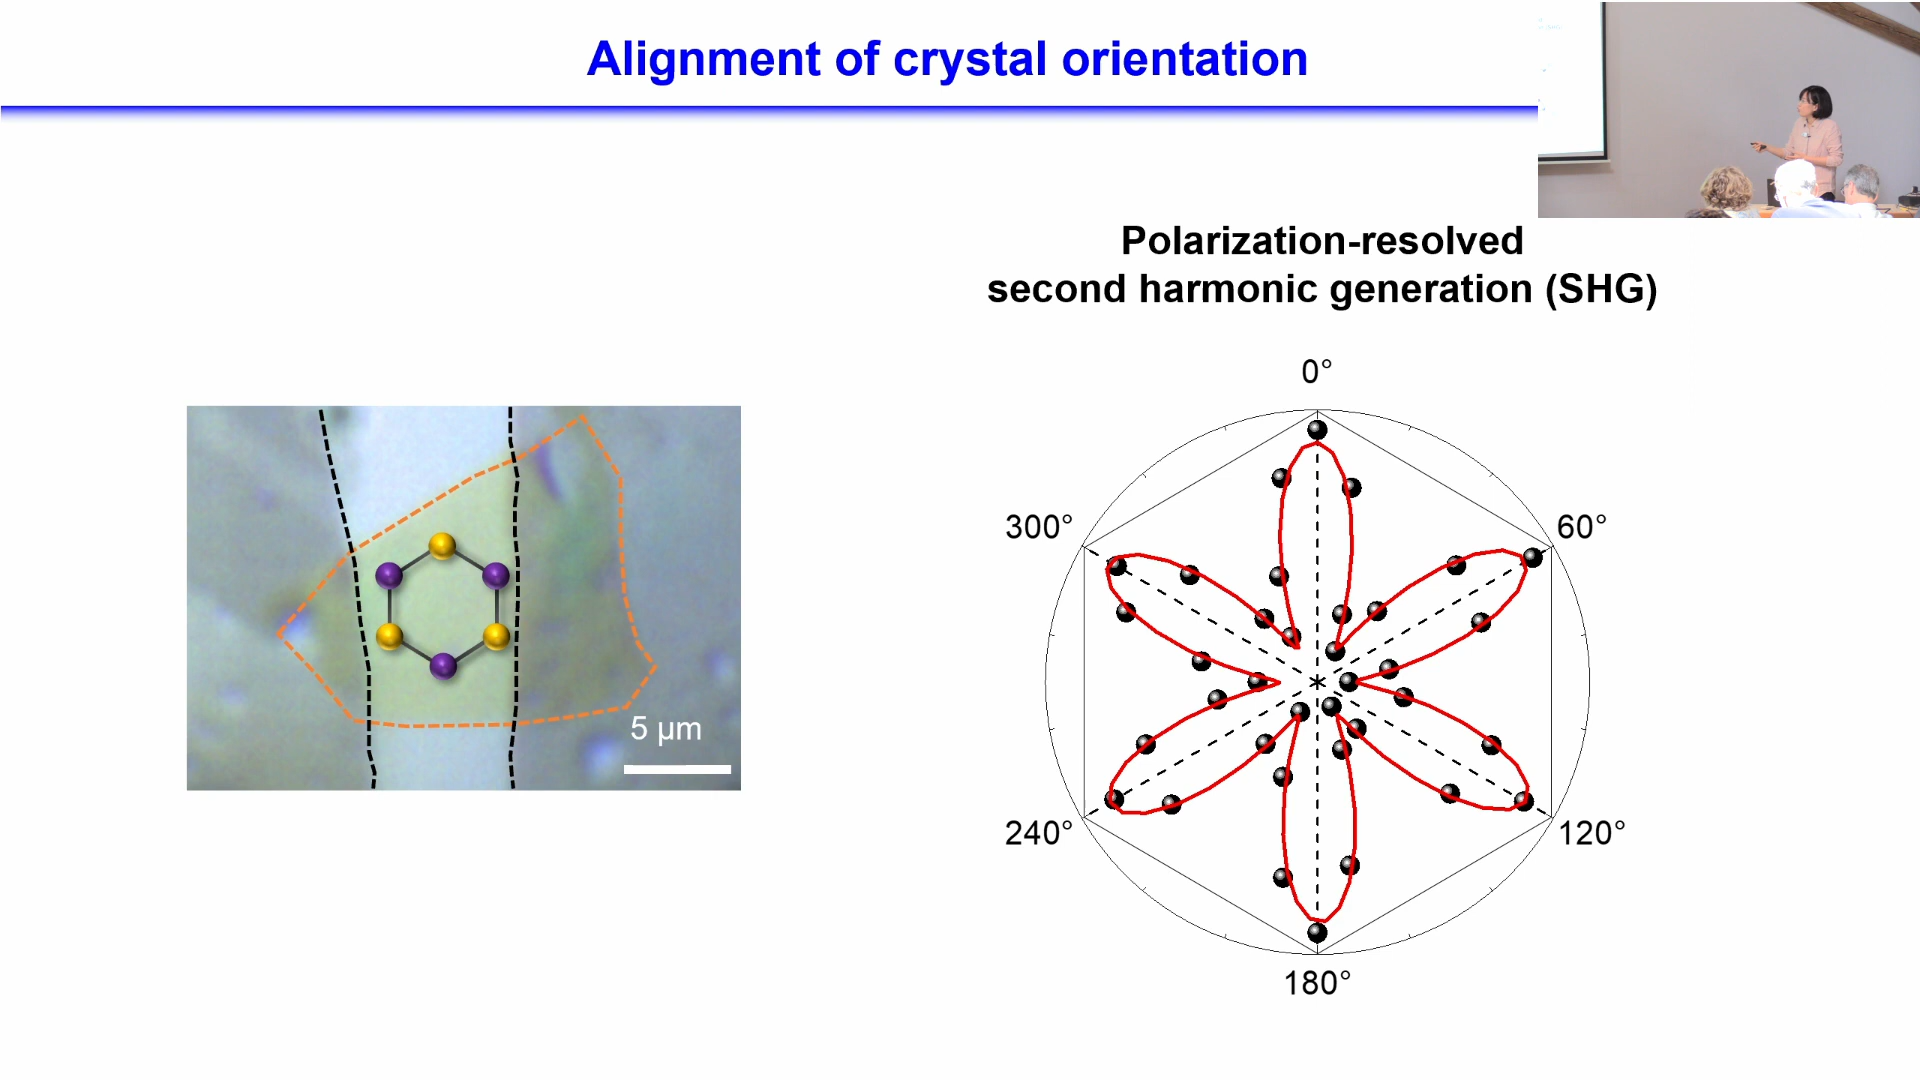 Alignment of crystal orientation
Polarization-resolved
second harmonic generation (SHG)
0°
300°
60°
5 µm
240°
120°
180°